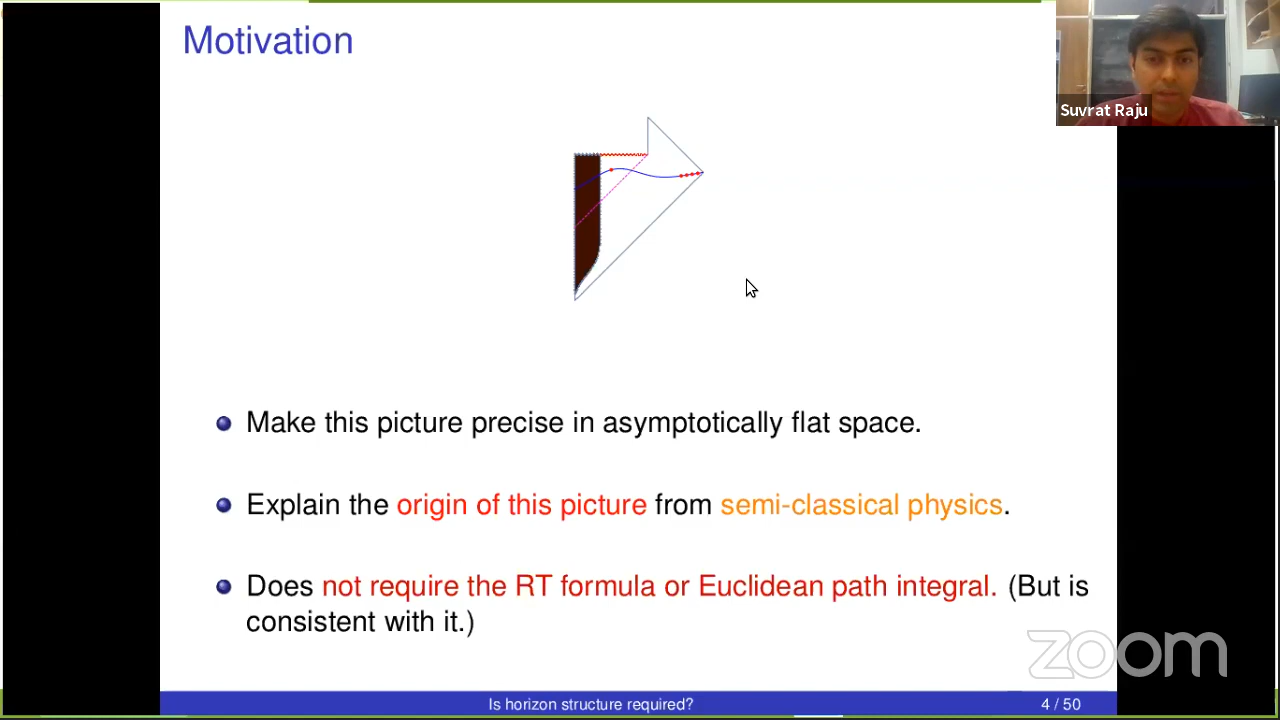 Motivation
Suvrat Raju
Make this picture precise in asymptotically flat space.
Explain the origin of this picture from semi-classical physics.
Does not require the RT formula or Euclidean path integral. (But is
consistent with it.)
zoom
Is horizon structure required?
4 / 50